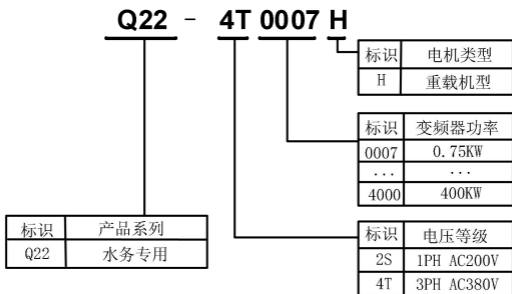 Q22 - 4T 0007 H
标识 电机类型
H 重载机型
标识 变频器功率
0007 0.75KW
... ...
4000 400KW
标识 产品系列
Q22 水务专用
标识 电压等级
2S 1PH AC200V
4T 3PH AC380V